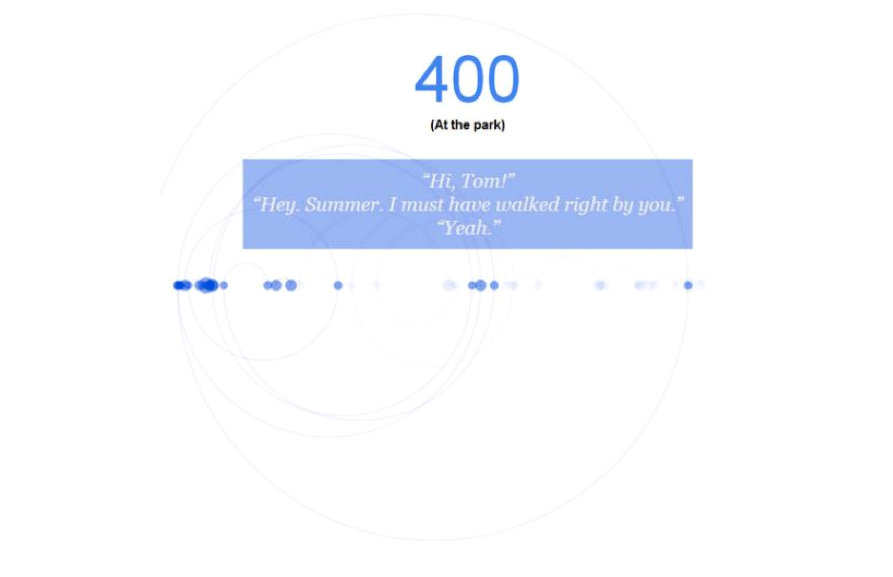 400
(At the park)
“Hi, Tom!”
“Hey. Summer. I must have walked right by you.”
“Yeah.”